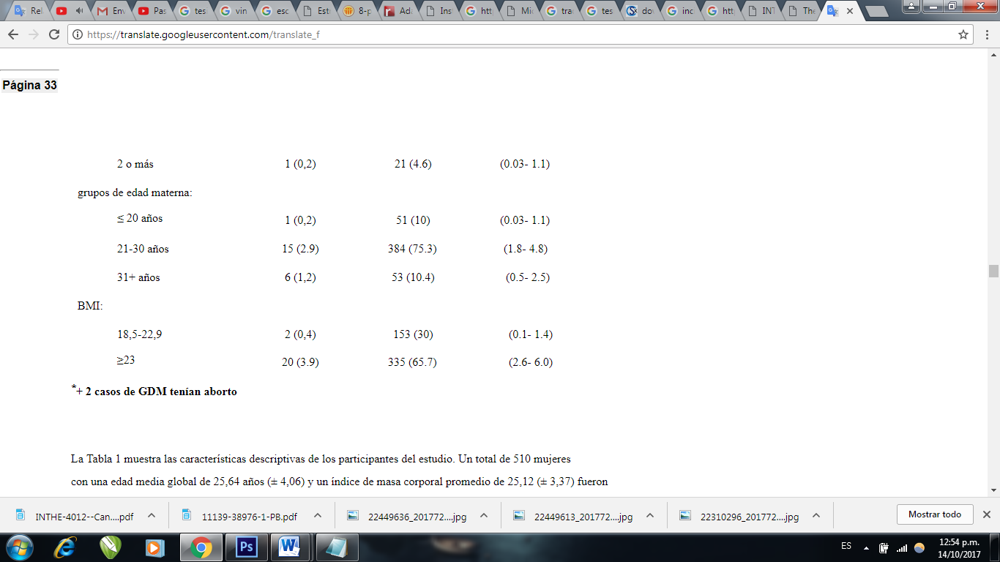 Rel
M Env
Pas
tes
vin
esc
Est
8-p
Ad
Ins
htt
Mic
tra
tes
dov
inc
htt
INT
The
https://translate.googleusercontent.com/translate_f
Página 33
2 o más 1 (0,2) 21 (4.6) (0.03- 1.1)
grupos de edad materna:
≤ 20 años 1 (0,2) 51 (10) (0.03- 1.1)
21-30 años 15 (2.9) 384 (75.3) (1.8- 4.8)
31+ años 6 (1,2) 53 (10.4) (0.5- 2.5)
BMI:
18,5-22,9 2 (0,4) 153 (30) (0.1- 1.4)
≥23 20 (3.9) 335 (65.7) (2.6- 6.0)
*+ 2 casos de GDM tenían aborto
La Tabla 1 muestra las características descriptivas de los participantes del estudio. Un total de 510 mujeres
con una edad media global de 25,64 años (± 4,06) y un índice de masa corporal promedio de 25,12 (± 3,37) fueron
INTHE-4012--Can....pdf
11139-38976-1-PB.pdf
22449636_201772....jpg
22449613_201772....jpg
22310296_201772....jpg
Mostrar todo
Ps
W
ES
12:54 p.m.
14/10/2017